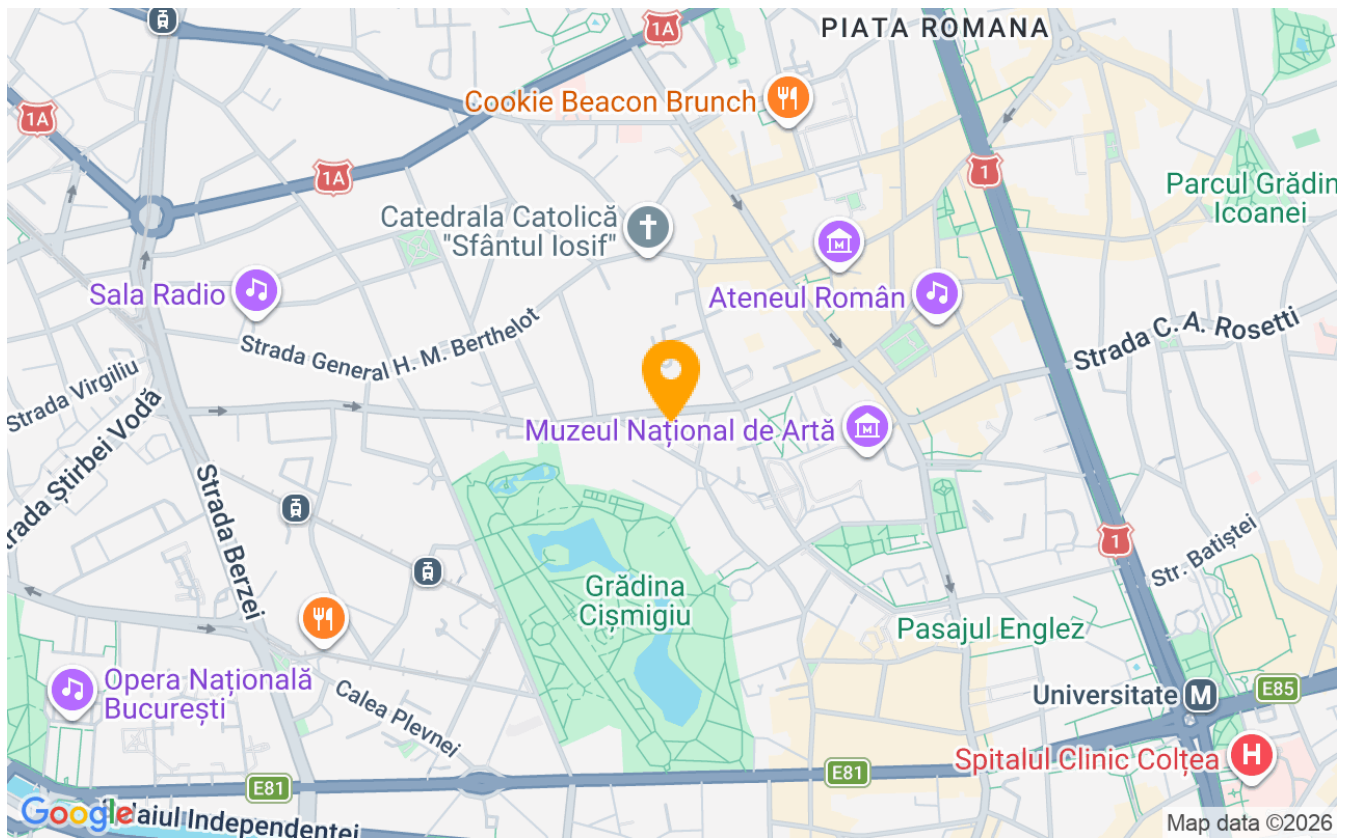 PIATA ROMANA
1A
Cookie Beacon Brunch
1A
1A
1
Parcul Grădin
Icoanei
Catedrala Catolică
"Sfântul Iosif"
M
Sala Radio
Ateneul Român
Strada General H. M. Berthelot
Strada C. A. Rosetti
Strada Virgiliu
Muzeul Național de Artă
M
trada Știrbei Vodă
Strada Berzei
1
Str. Batiștei
Grădina
Cișmigiu
Pasajul Englez
Opera Națională
București
Calea Plevnei
Universitate M
E85
Spitalul Clinic Colțea H
E81
E81
Google
laiul Independenței
Map data ©2026